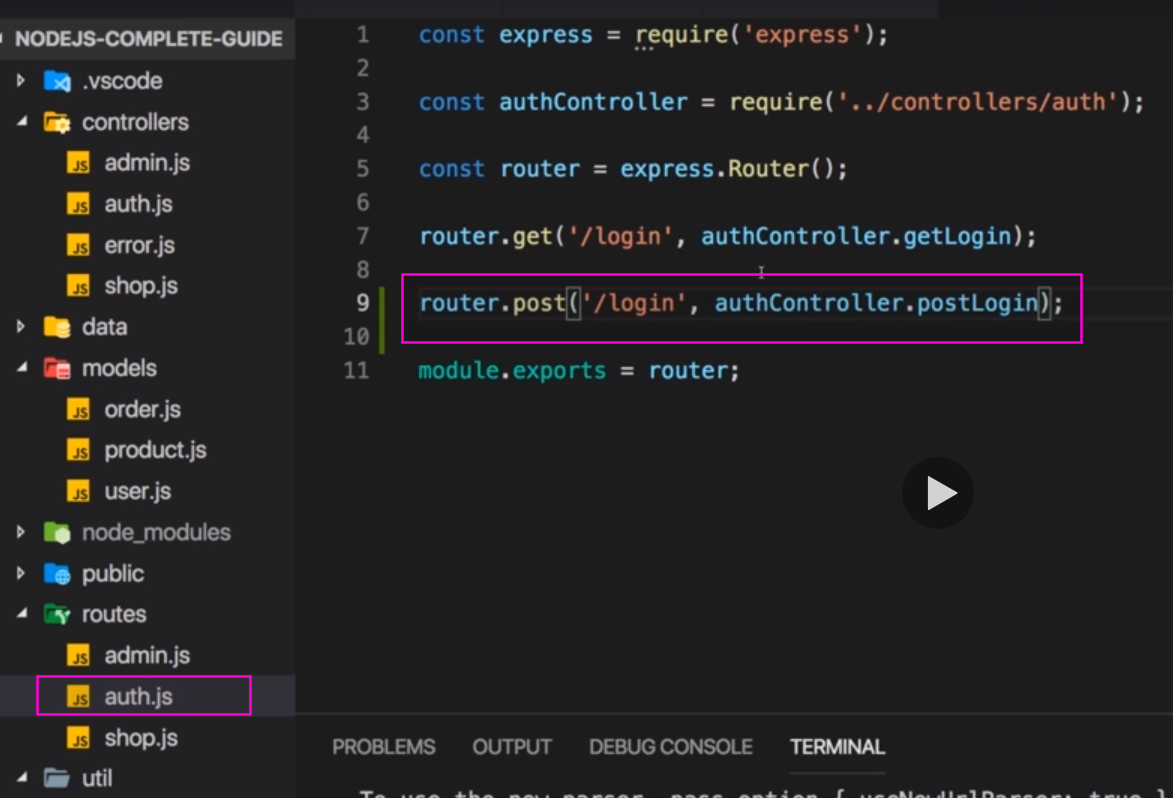 NODEJS-COMPLETE-GUIDE
.vscode
controllers
JS admin.js
JS auth.js
JS error.js
JS shop.js
data
models
JS order.js
JS product.js
JS user.js
node_modules
public
routes
JS admin.js
JS auth.js
JS shop.js
util
1 const express = require('express');
2
3 const authController = require('../controllers/auth');
4
5 const router = express.Router();
6
7 router.get('/login', authController.getLogin);
8
9 router.post('/login', authController.postLogin);
10
11 module.exports = router;
PROBLEMS OUTPUT DEBUG CONSOLE TERMINAL
To use the new parser, pass option { useNewUrlParser: true }